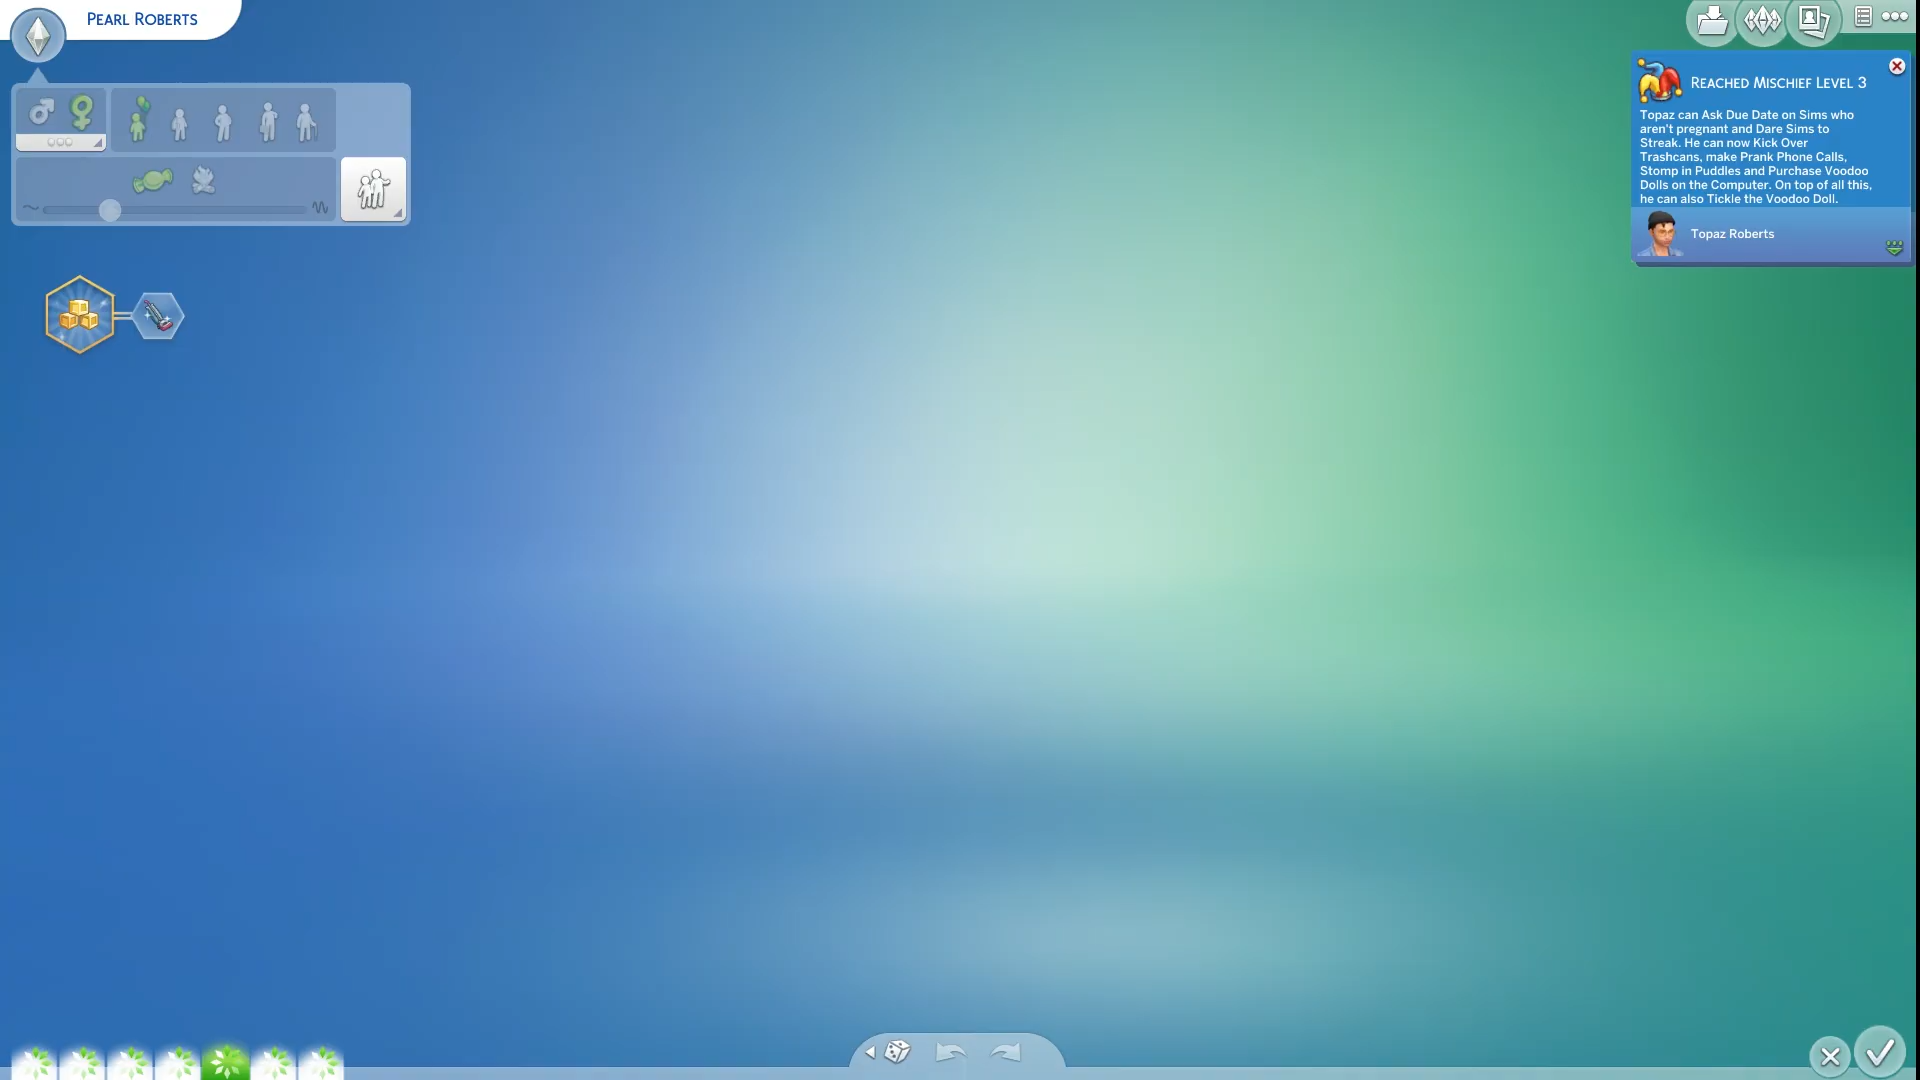 PEARL ROBERTS
REACHED MISCHIEF LEVEL 3
Topaz can Ask Due Date on Sims who
aren't pregnant and Dare Sims to
Streak. He can now Kick Over
Trashcans, make Prank Phone Calls,
Stomp in Puddles and Purchase Voodoo
Dolls on the Computer. On top of all this,
he can also Tickle the Voodoo Doll.
Topaz Roberts